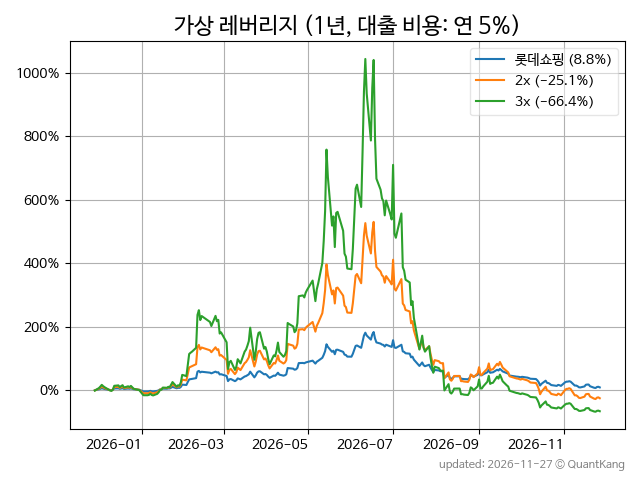 가상 레버리지 (1년, 대출 비용: 연 5%)
롯데쇼핑 (8.8%)
2x (-25.1%)
3x (-66.4%)
1000%
800%
600%
400%
200%
0%
2026-01 2026-03 2026-05 2026-07 2026-09 2026-11
updated: 2026-11-27 © QuantKang